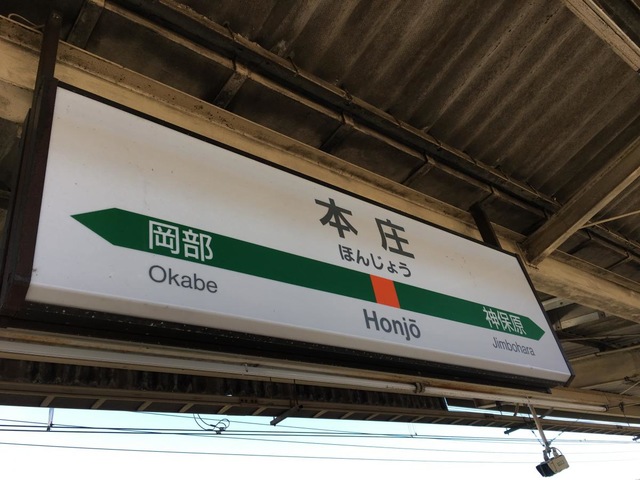 本庄
ほんじょう
岡部
Okabe
Honjō
神保原
Jimbohara